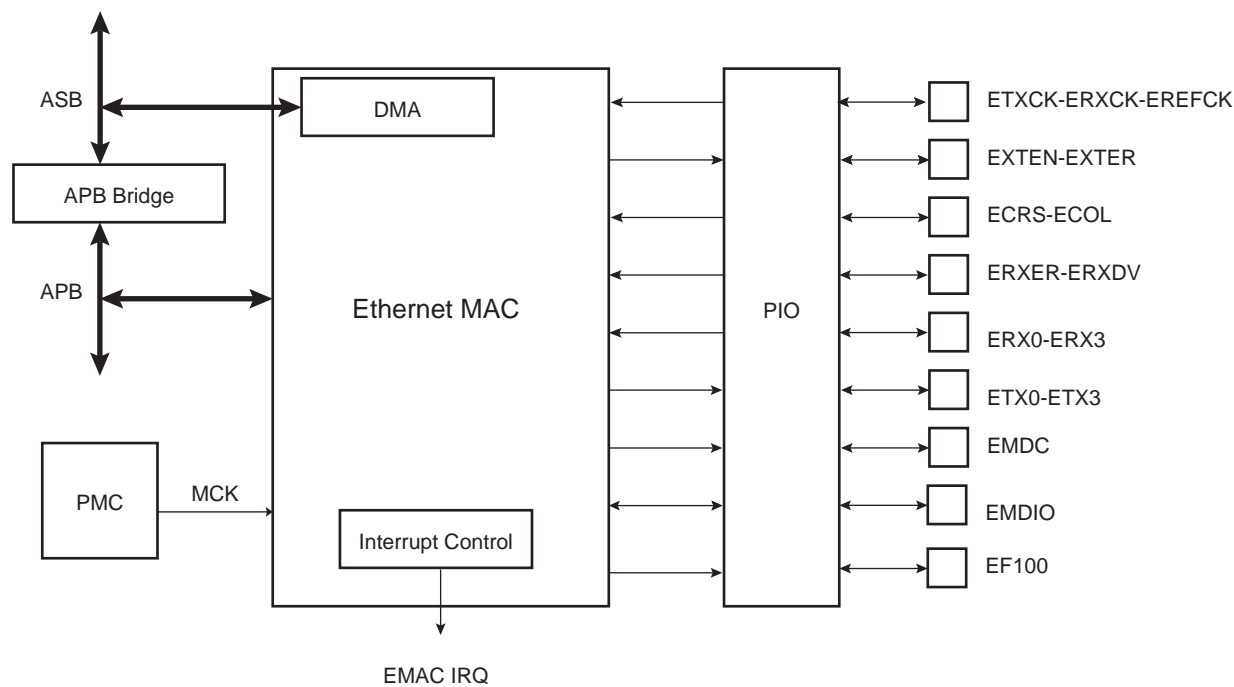 ASB
DMA
ETXCK-ERXCK-EREFCK
APB Bridge
EXTEN-EXTER
ECRS-ECOL
APB
Ethernet MAC
PIO
ERXER-ERXDV
ERX0-ERX3
ETX0-ETX3
PMC
MCK
EMDC
Interrupt Control
EMDIO
EF100
EMAC IRQ